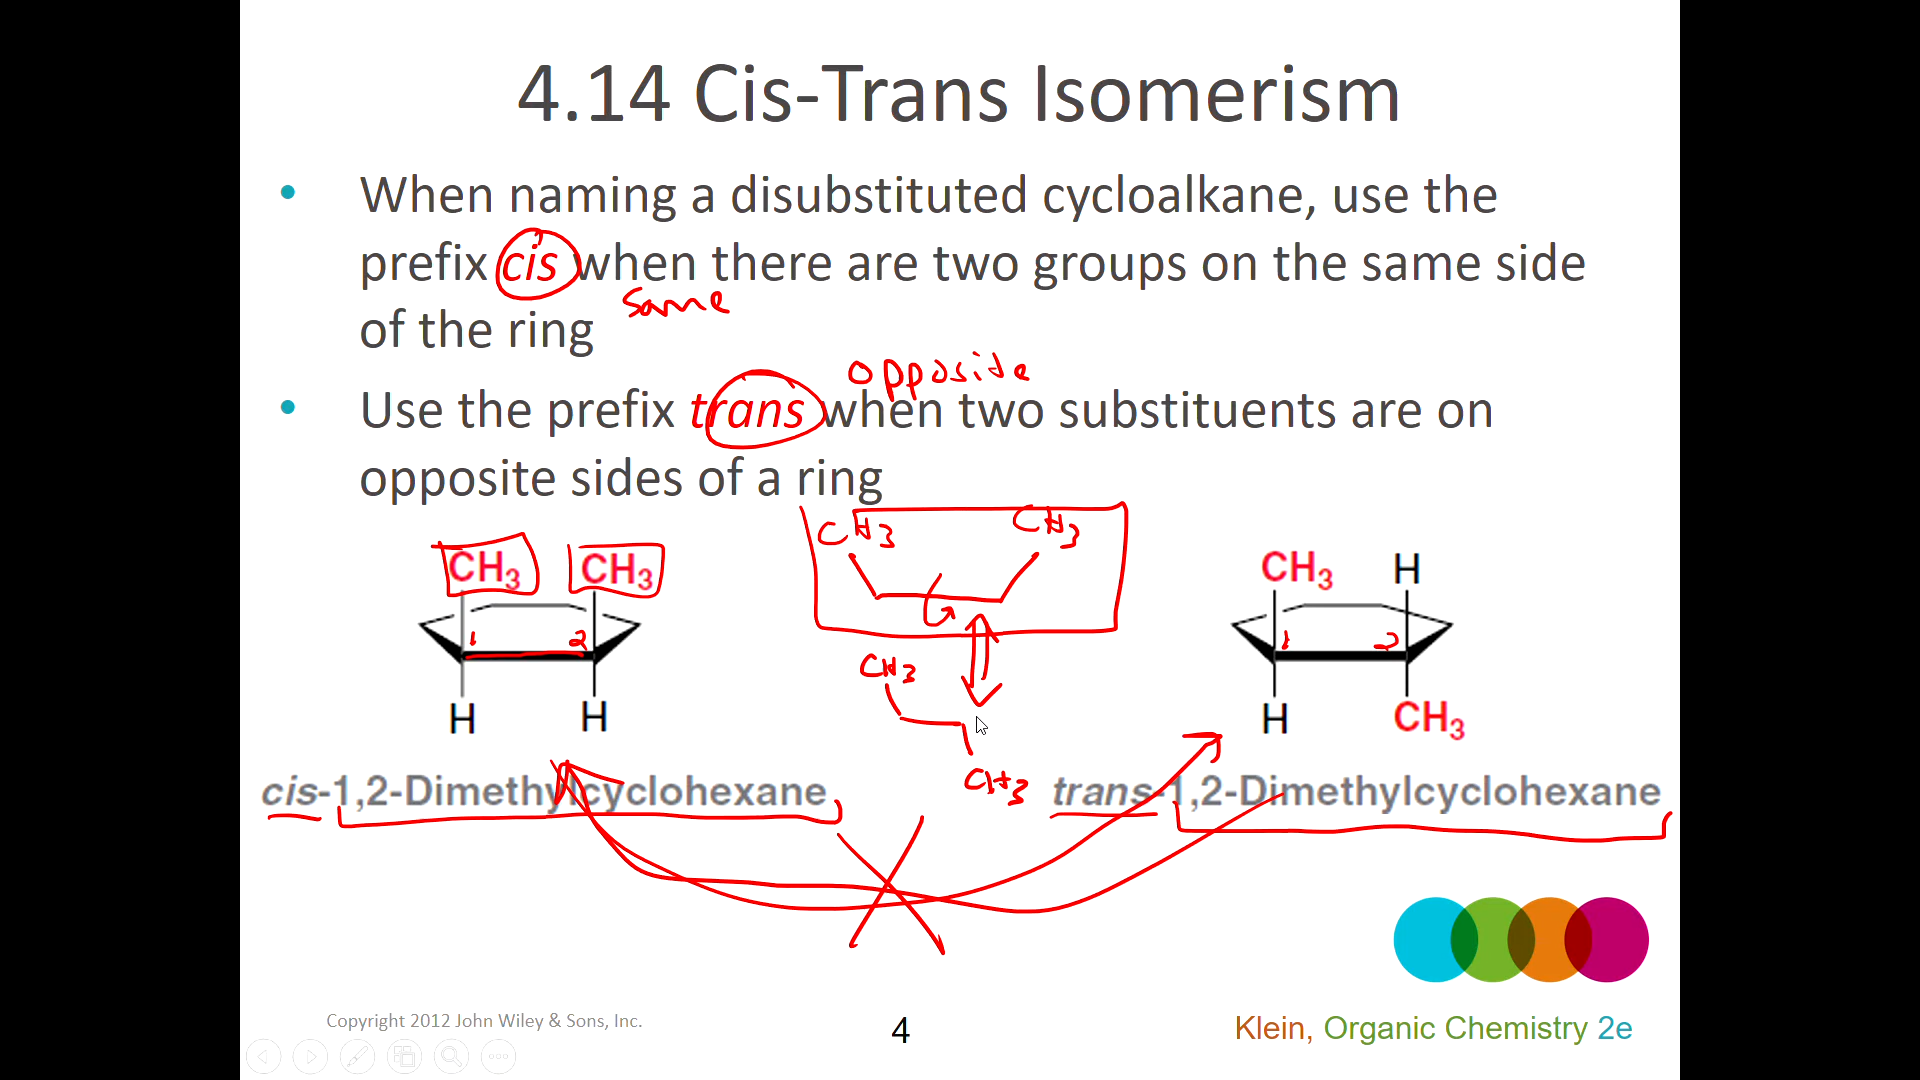 4.14 Cis-Trans Isomerism
• When naming a disubstituted cycloalkane, use the
prefix cis when there are two groups on the same side
same
of the ring
opposite
• Use the prefix trans when two substituents are on
opposite sides of a ring
CH3 CH3
CH3 CH3
CH3 H
1 2
1 2
CH3
H H
H CH3
CH3
cis-1,2-Dimethylcyclohexane
trans-1,2-Dimethylcyclohexane
Copyright 2012 John Wiley & Sons, Inc.
4
Klein, Organic Chemistry 2e